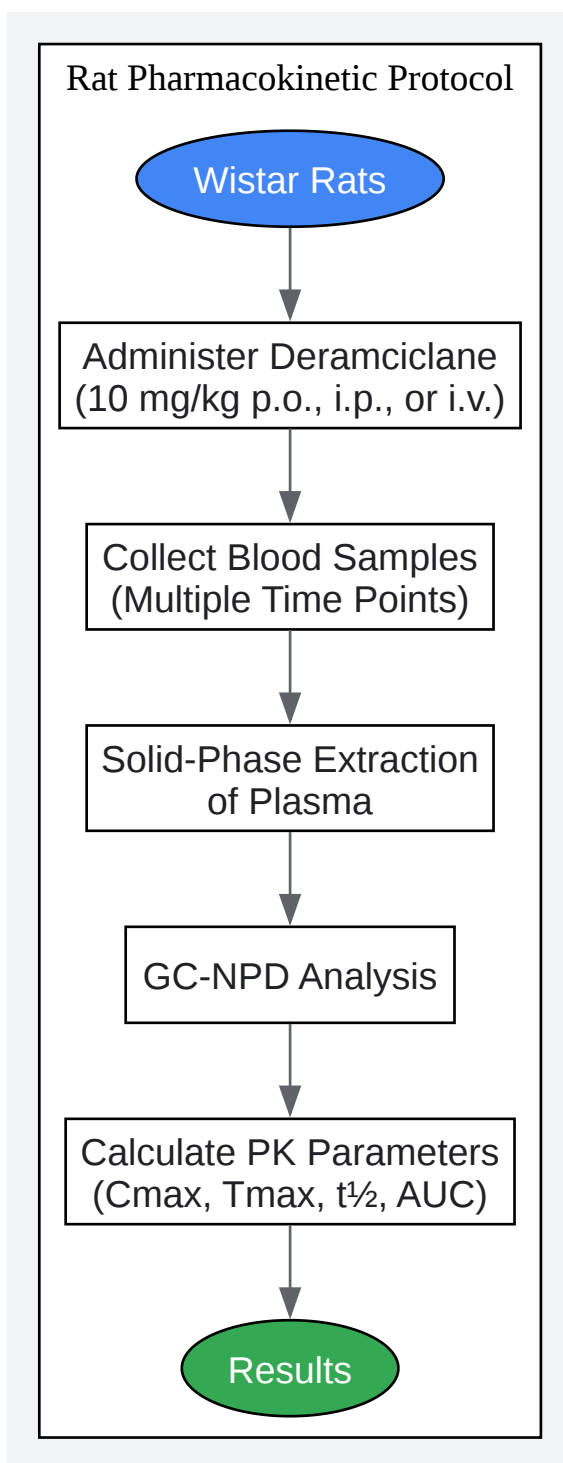 Rat Pharmacokinetic Protocol
Wistar Rats
Administer Deramciclane
(10 mg/kg p.o., i.p., or i.v.)
Collect Blood Samples
(Multiple Time Points)
Solid-Phase Extraction
of Plasma
GC-NPD Analysis
Calculate PK Parameters
(Cmax, Tmax, t½, AUC)
Results